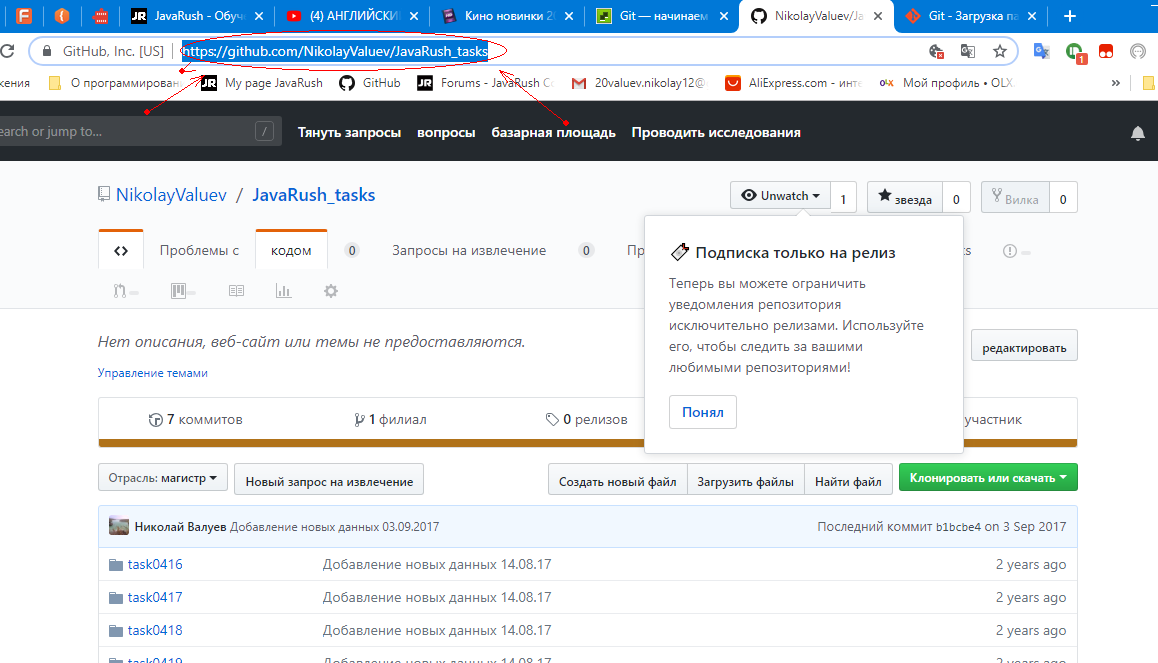 JavaRush - Обуч
(4) АНГЛИЙСКИ
Кино новинки 20
Git — начинаем
NikolayValuev/Ja
Git - Загрузка па
GitHub, Inc. [US]
https://github.com/NikolayValuev/JavaRush_tasks
1
жения
О программирован
My page JavaRush
GitHub
Forums - JavaRush Co
20valuev.nikolay12@
AliExpress.com - инте
Мой профиль • OLX.
»
earch or jump to...
/
Тянуть запросы
вопросы
базарная площадь
Проводить исследования
NikolayValuev / JavaRush_tasks
Unwatch
1
звезда
0
Вилка
0
Проблемы с
кодом
0
Запросы на извлечение
0
Пр
ks
Подписка только на релиз
Теперь вы можете ограничить
уведомления репозитория
исключительно релизами. Используйте
его, чтобы следить за вашими
любимыми репозиториями!
Понял
Нет описания, веб-сайт или темы не предоставляются.
редактировать
Управление темами
7 коммитов
1 филиал
0 релизов
участник
Отрасль: магистр
Новый запрос на извлечение
Создать новый файл
Загрузить файлы
Найти файл
Клонировать или скачать
Николай Валуев Добавление новых данных 03.09.2017
Последний коммит b1bcbe4 on 3 Sep 2017
task0416
Добавление новых данных 14.08.17
2 years ago
task0417
Добавление новых данных 14.08.17
2 years ago
task0418
Добавление новых данных 14.08.17
2 years ago
task0419
Добавление новых данных 14.08.17
2 years ago